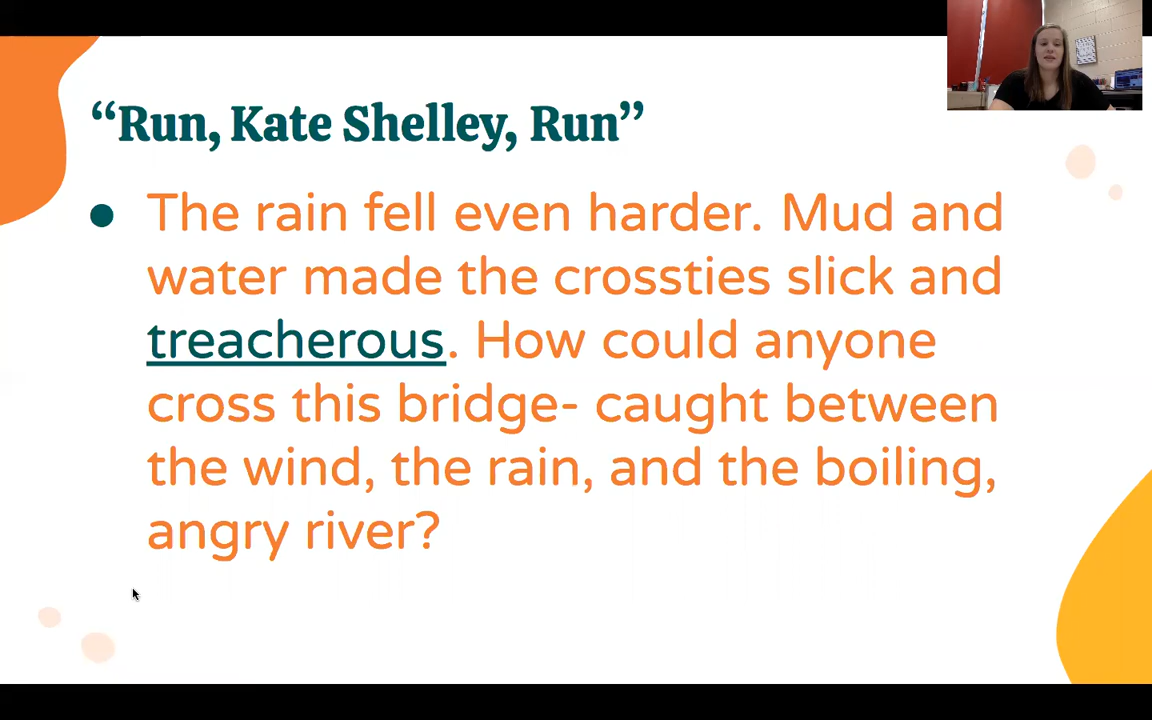 “Run, Kate Shelley, Run”
The rain fell even harder. Mud and
water made the crossties slick and
treacherous. How could anyone
cross this bridge- caught between
the wind, the rain, and the boiling,
angry river?